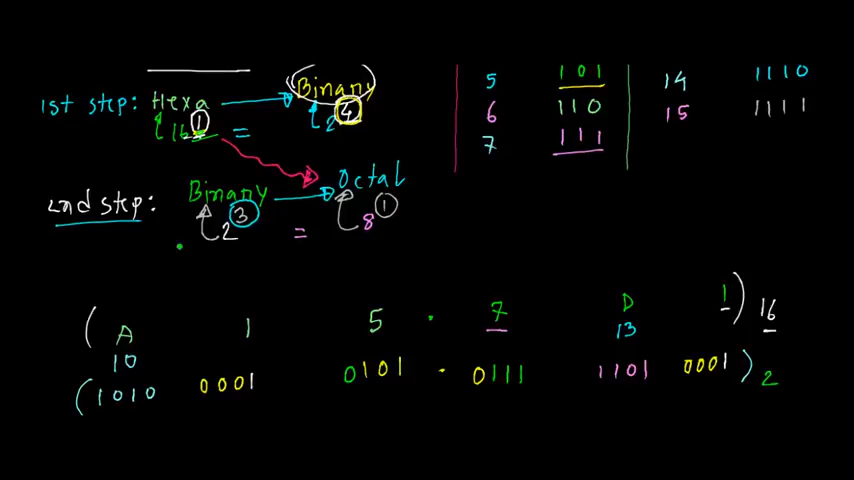 1st step: Hexa → Binary
16^1 = 2^4
2nd step: Binary → Octal
2^3 = 8^1
5 101 14 1110
6 110 15 1111
7 111
(A 1 5 . 7 D 1)16
10 13
(1010 0001 0101 . 0111 1101 0001)2